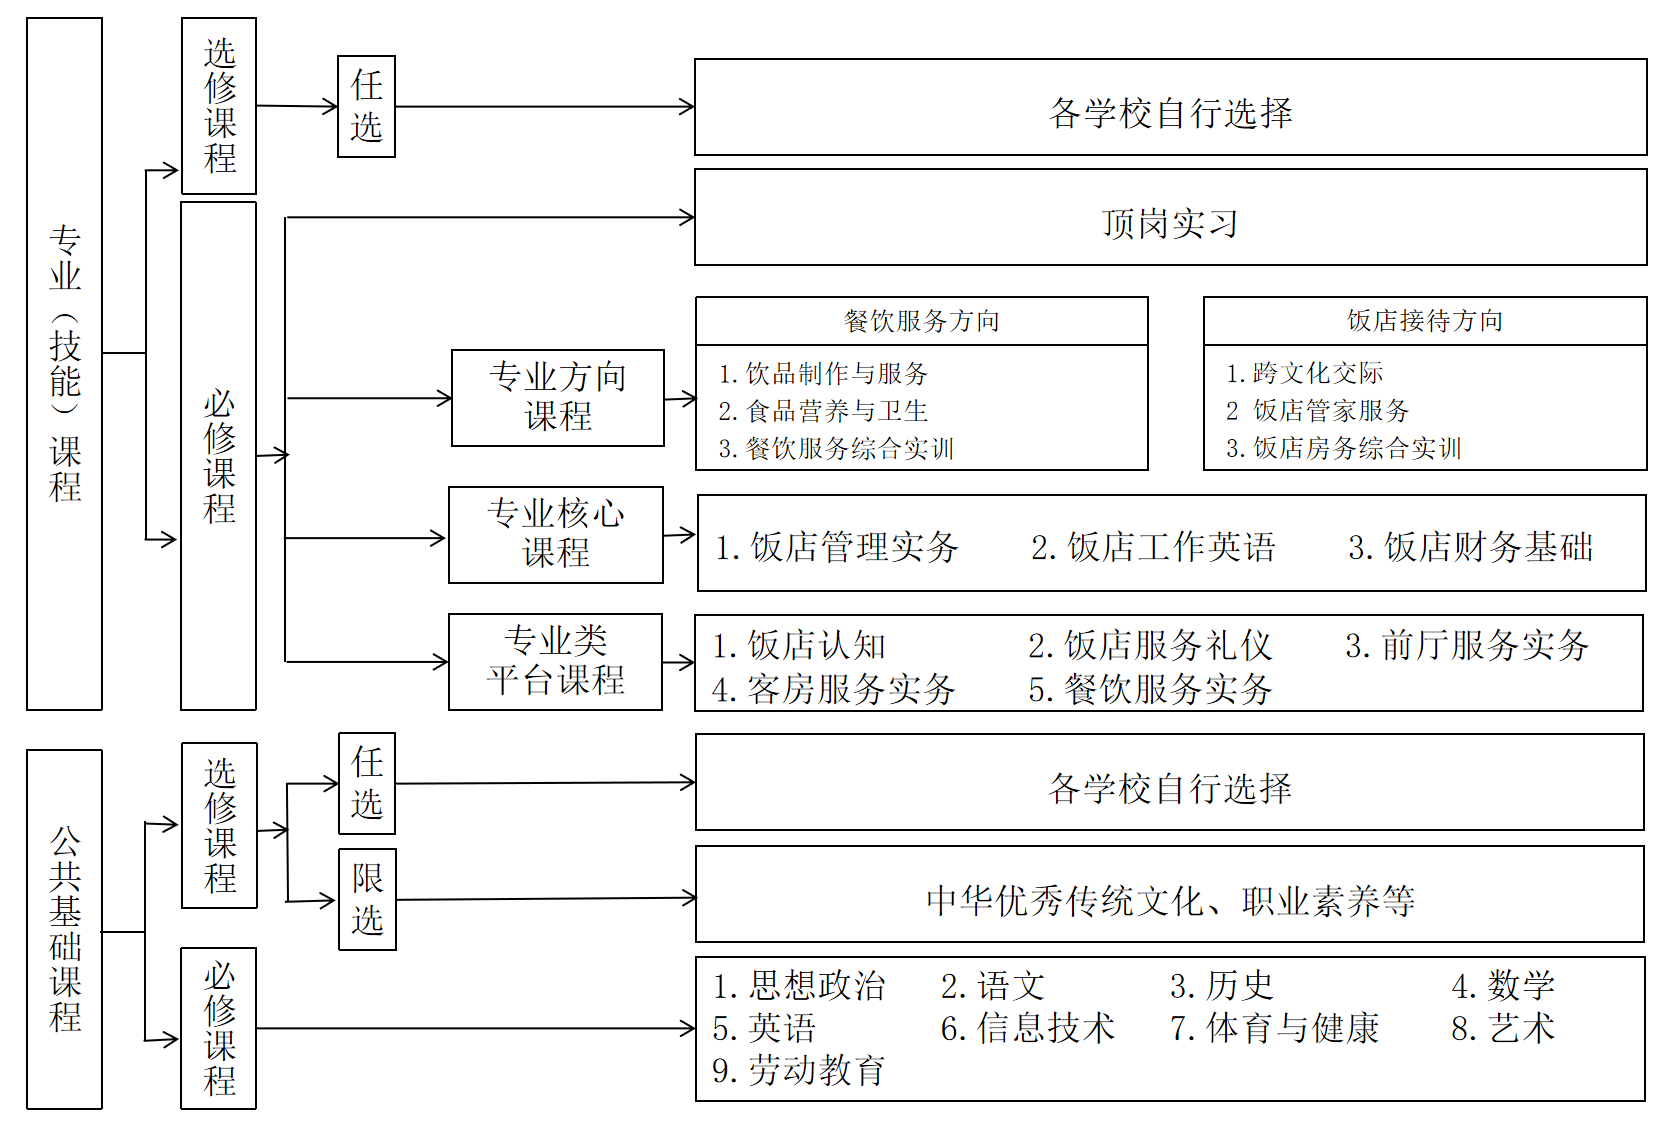 专业（技能）课程
选修课程
任选
各学校自行选择
必修课程
顶岗实习
专业方向
课程
餐饮服务方向
1.饮品制作与服务
2.食品营养与卫生
3.餐饮服务综合实训
饭店接待方向
1.跨文化交际
2 饭店管家服务
3.饭店房务综合实训
专业核心
课程
1.饭店管理实务 2.饭店工作英语 3.饭店财务基础
专业类
平台课程
1.饭店认知 2.饭店服务礼仪 3.前厅服务实务
4.客房服务实务 5.餐饮服务实务
公共基础课程
选修课程
任选
各学校自行选择
限选
中华优秀传统文化、职业素养等
必修课程
1.思想政治 2.语文 3.历史 4.数学
5.英语 6.信息技术 7.体育与健康 8.艺术
9.劳动教育